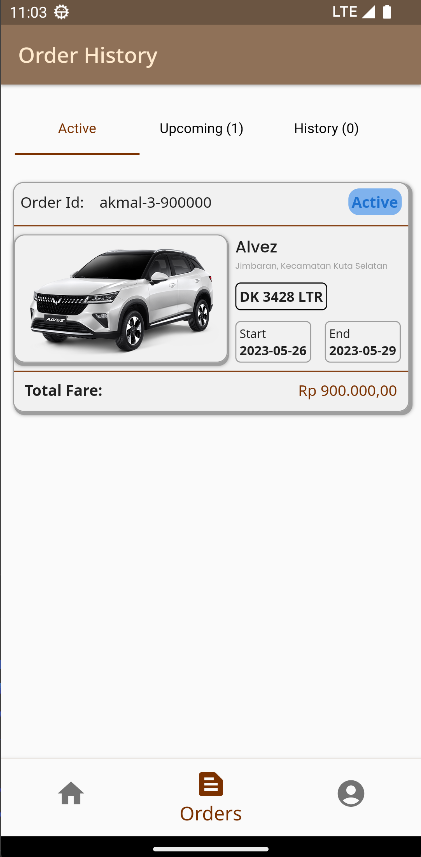 11:03 LTE
Order History
Active Upcoming (1) History (0)
Order Id: akmal-3-900000 Active
Alvez
Jimbaran, Kecamatan Kuta Selatan
DK 3428 LTR
Start End
2023-05-26 2023-05-29
Total Fare: Rp 900.000,00
Orders